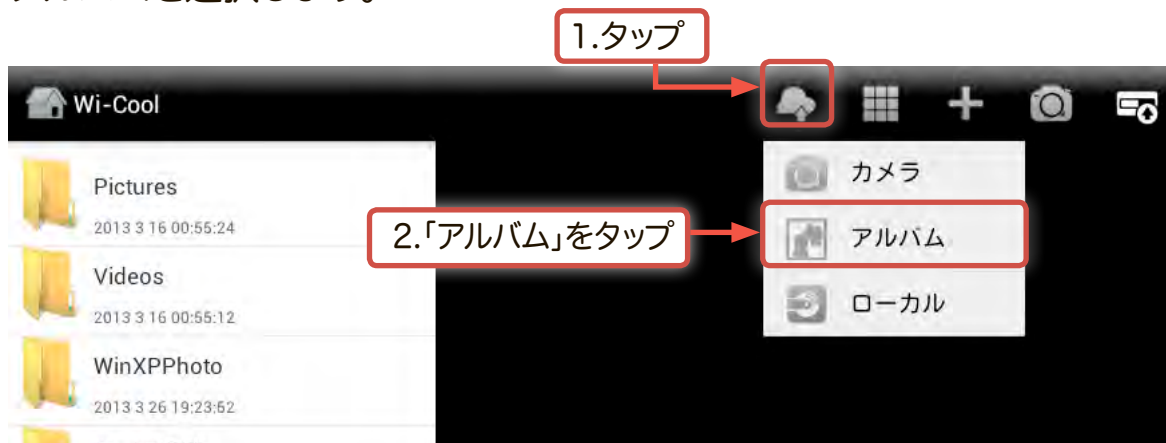 1.タップ
Wi-Cool
Pictures
2013 3 16 00:55:24
Videos
2013 3 16 00:55:12
WinXPPhoto
2013 3 26 19:23:52
カメラ
2.「アルバム」をタップ
アルバム
ローカル